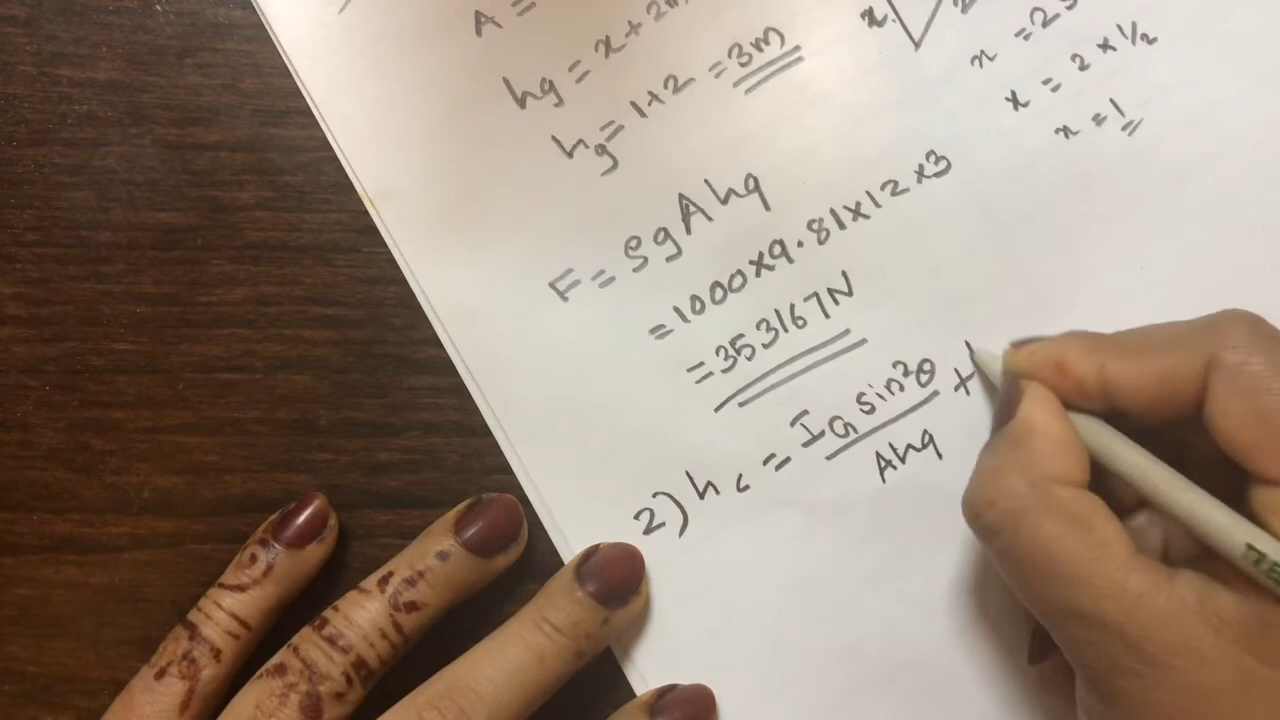 A =
hg = x + 2m
hg = 1+2 = 3m
x
2
x = 2s
x = 2 × 1/2
x = 1
F = ρgAhg
= 1000×9.81×12×3
= 353167N
2) hc = IG sin²θ / Ahg +